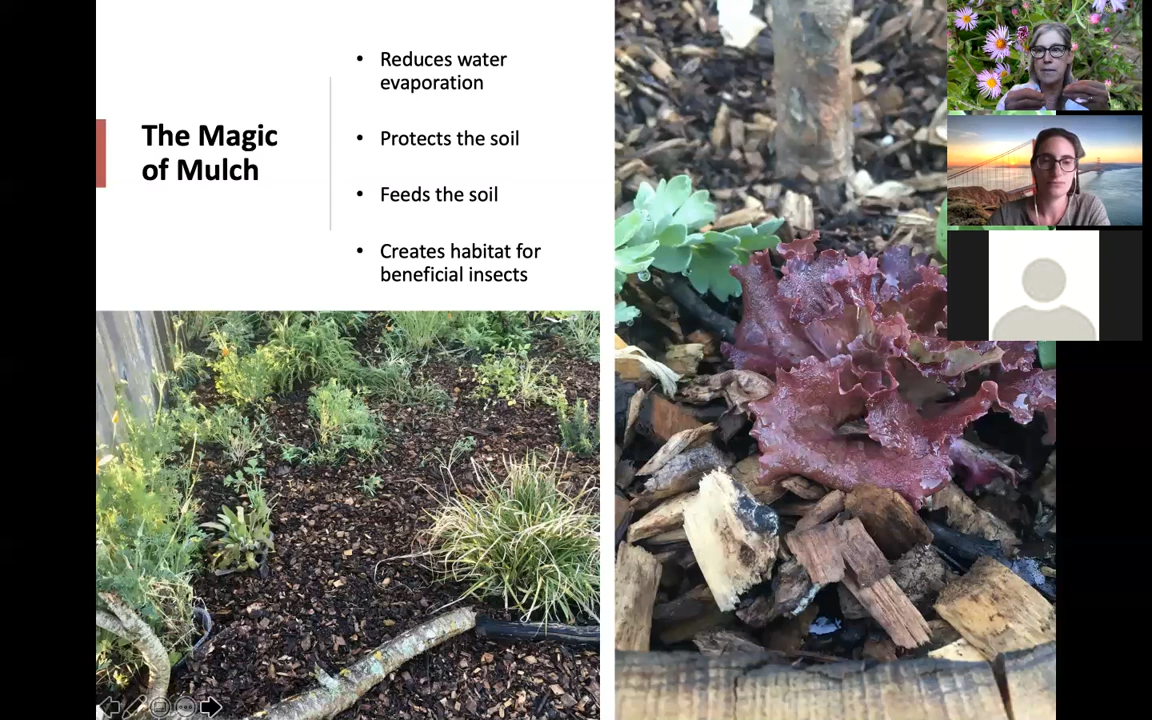 The Magic
of Mulch
• Reduces water
evaporation
• Protects the soil
• Feeds the soil
• Creates habitat for
beneficial insects